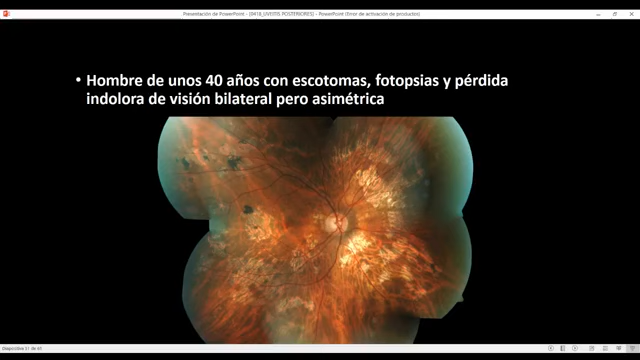 Presentación de PowerPoint - [0418_UVEITIS POSTERIORES] - PowerPoint (Error de activación de productos)
• Hombre de unos 40 años con escotomas, fotopsias y pérdida
indolora de visión bilateral pero asimétrica